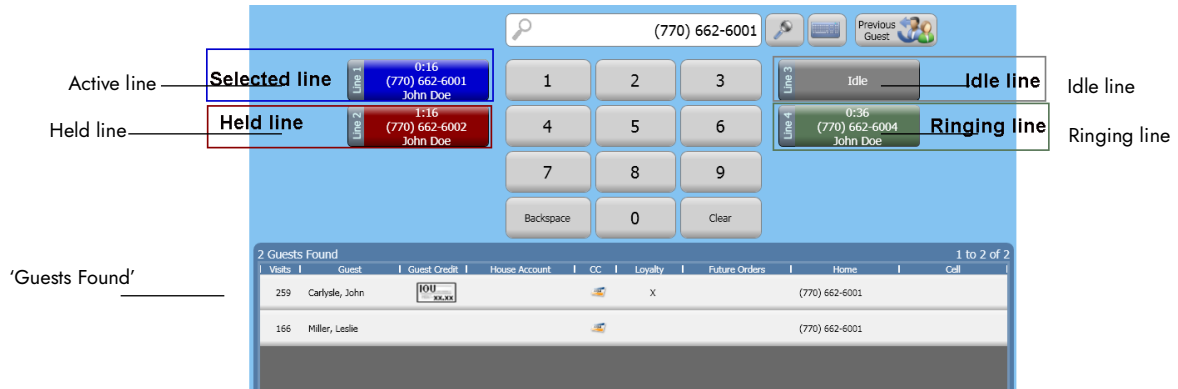 (770) 662-6001
Previous Guest
Active line
Selected line
Line 1
0:16
(770) 662-6001
John Doe
1
2
3
Line 3
Idle
Idle line
Idle line
Held line
Held line
Line 2
1:16
(770) 662-6002
John Doe
4
5
6
Line 4
0:36
(770) 662-6004
John Doe
Ringing line
Ringing line
7
8
9
Backspace
0
Clear
'Guests Found'
2 Guests Found
1 to 2 of 2
Visits Guest Guest Credit House Account CC Loyalty Future Orders Home Cell
259 Carlysle, John IOU xx.xx X (770) 662-6001
166 Miller, Leslie (770) 662-6001